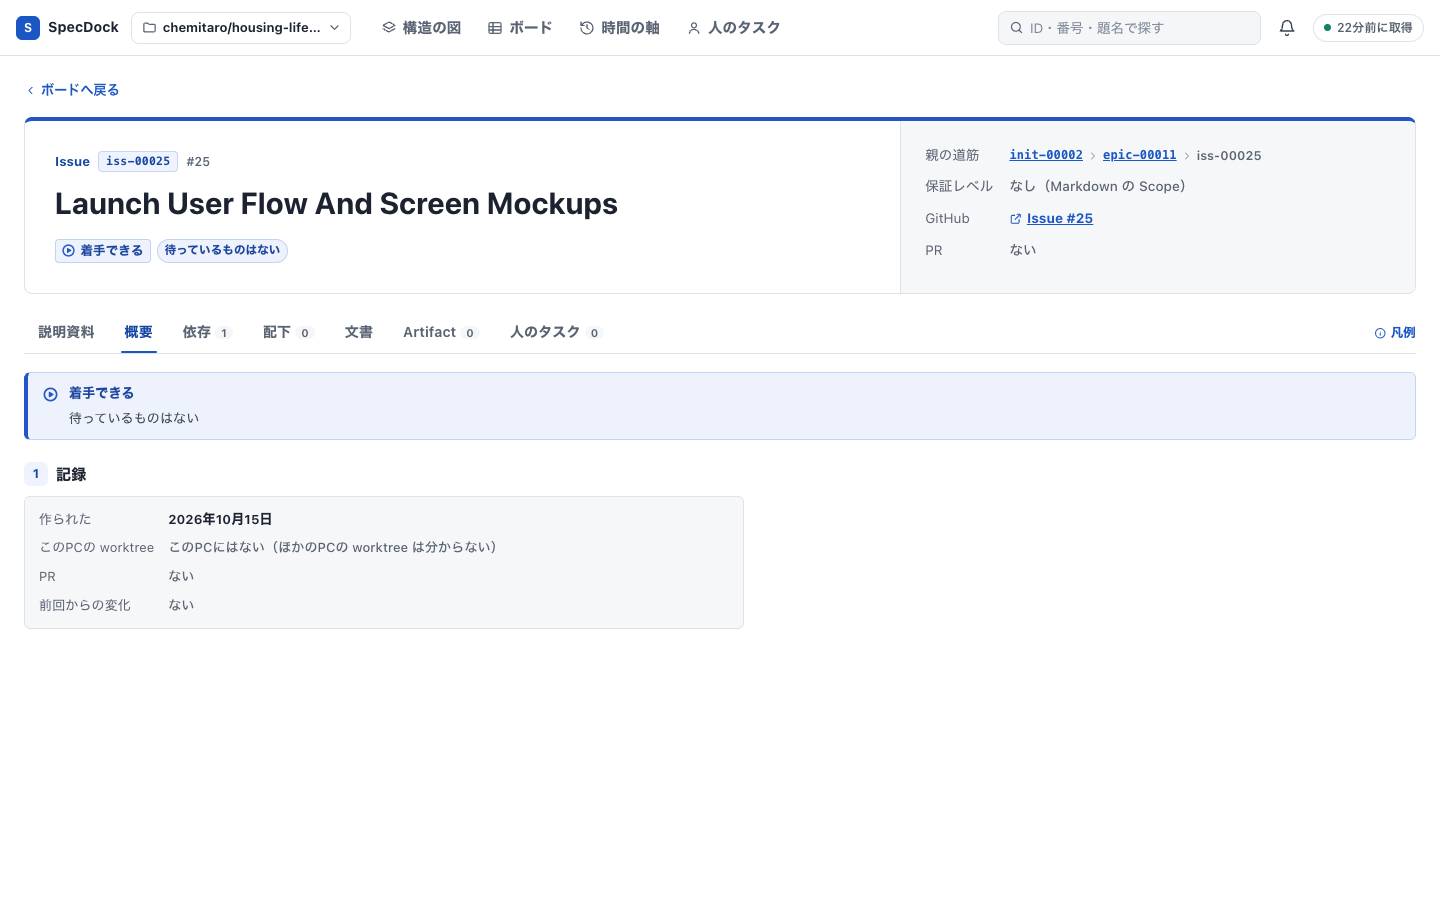 S SpecDock chemitaro/housing-life... 構造の図 ボード 時間の軸 人のタスク ID・番号・題名で探す 22分前に取得
ボードへ戻る
Issue iss-00025 #25
Launch User Flow And Screen Mockups
着手できる 待っているものはない
親の道筋 init-00002 › epic-00011 › iss-00025
保証レベル なし（Markdown の Scope）
GitHub Issue #25
PR ない
説明資料 概要 依存 1 配下 0 文書 Artifact 0 人のタスク 0 凡例
着手できる
待っているものはない
1 記録
作られた 2026年10月15日
このPCの worktree このPCにはない（ほかのPCの worktree は分からない）
PR ない
前回からの変化 ない